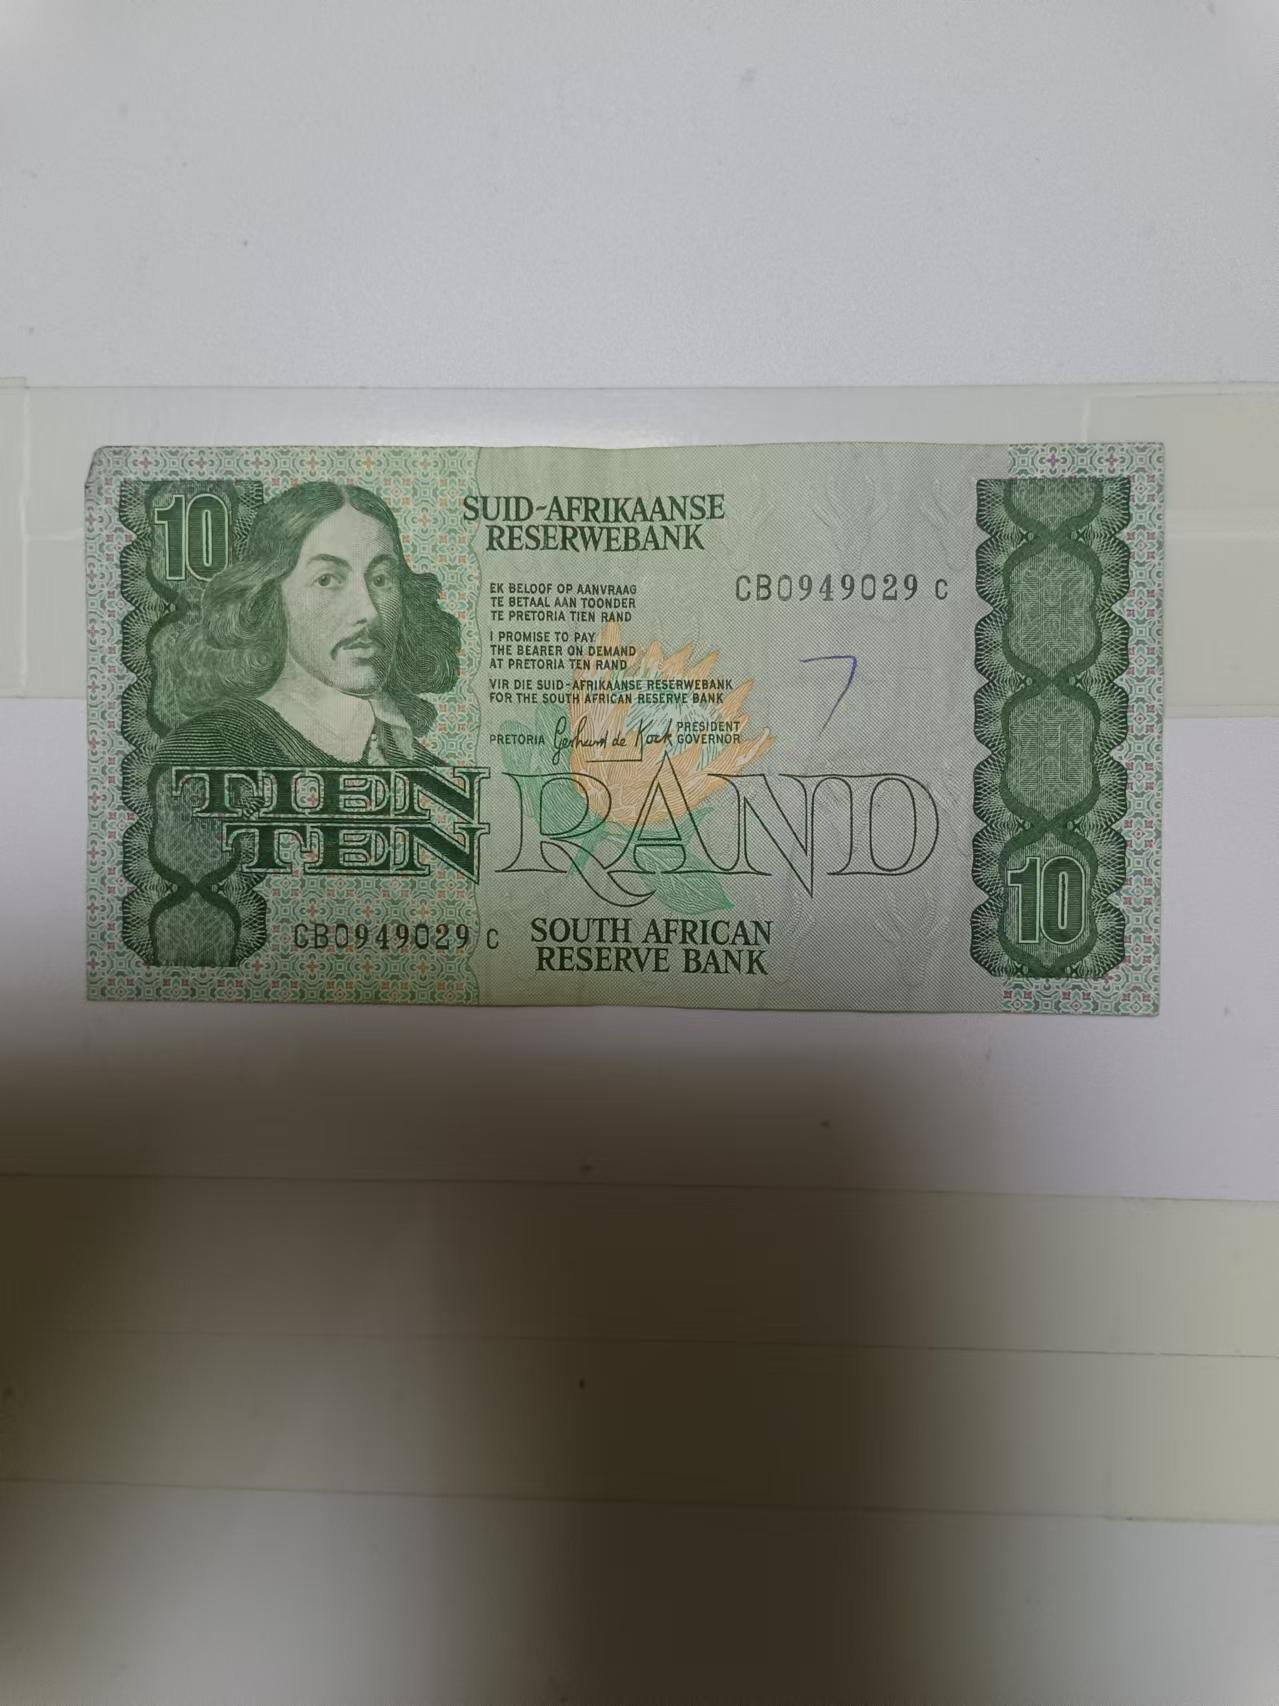 10
SUID-AFRIKAANSE
RESERWEBANK
CB0949029 C
EK BELOOF OP AANVRAAG
TE BETAAL AAN TOONDER
TE PRETORIA TIEN RAND
I PROMISE TO PAY
THE BEARER ON DEMAND
AT PRETORIA TEN RAND
VIR DIE SUID-AFRIKAANSE RESERWEBANK
FOR THE SOUTH AFRICAN RESERVE BANK
7
PRETORIA Gerhard de Kock PRESIDENT
GOVERNOR
TIEN
TEN
RAND
10
CB0949029 C
SOUTH AFRICAN
RESERVE BANK